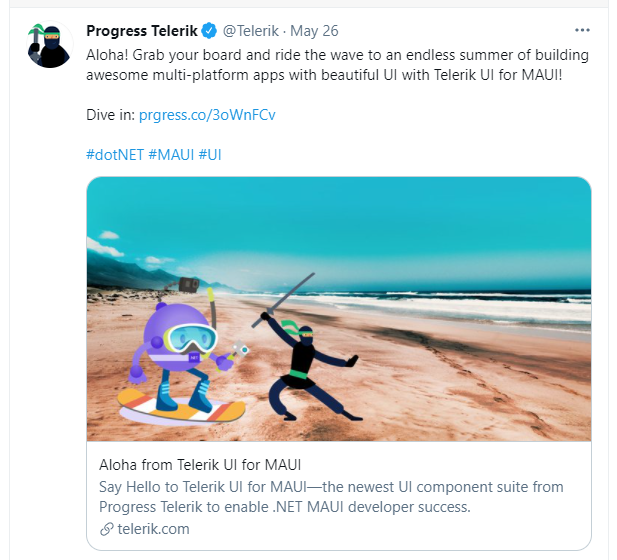 Progress Telerik @Telerik · May 26
Aloha! Grab your board and ride the wave to an endless summer of building
awesome multi-platform apps with beautiful UI with Telerik UI for MAUI!
Dive in: prgress.co/3oWnFCv
#dotNET #MAUI #UI
Aloha from Telerik UI for MAUI
Say Hello to Telerik UI for MAUI—the newest UI component suite from
Progress Telerik to enable .NET MAUI developer success.
telerik.com